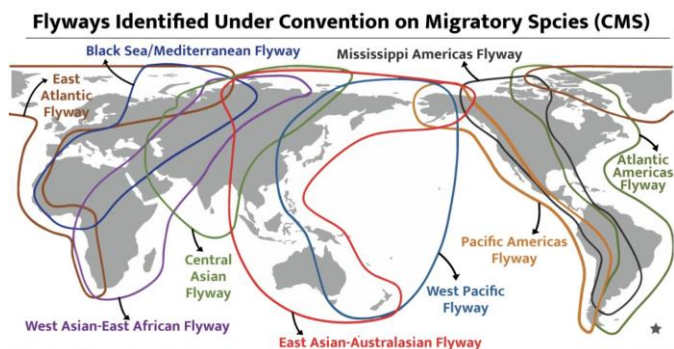 Flyways Identified Under Convention on Migratory Spcies (CMS)
Black Sea/Mediterranean Flyway
Mississippi Americas Flyway
East
Atlantic
Flyway
Atlantic
Americas
Flyway
Central
Asian
Flyway
Pacific Americas
Flyway
West Pacific
Flyway
West Asian-East African Flyway
East Asian-Australasian Flyway